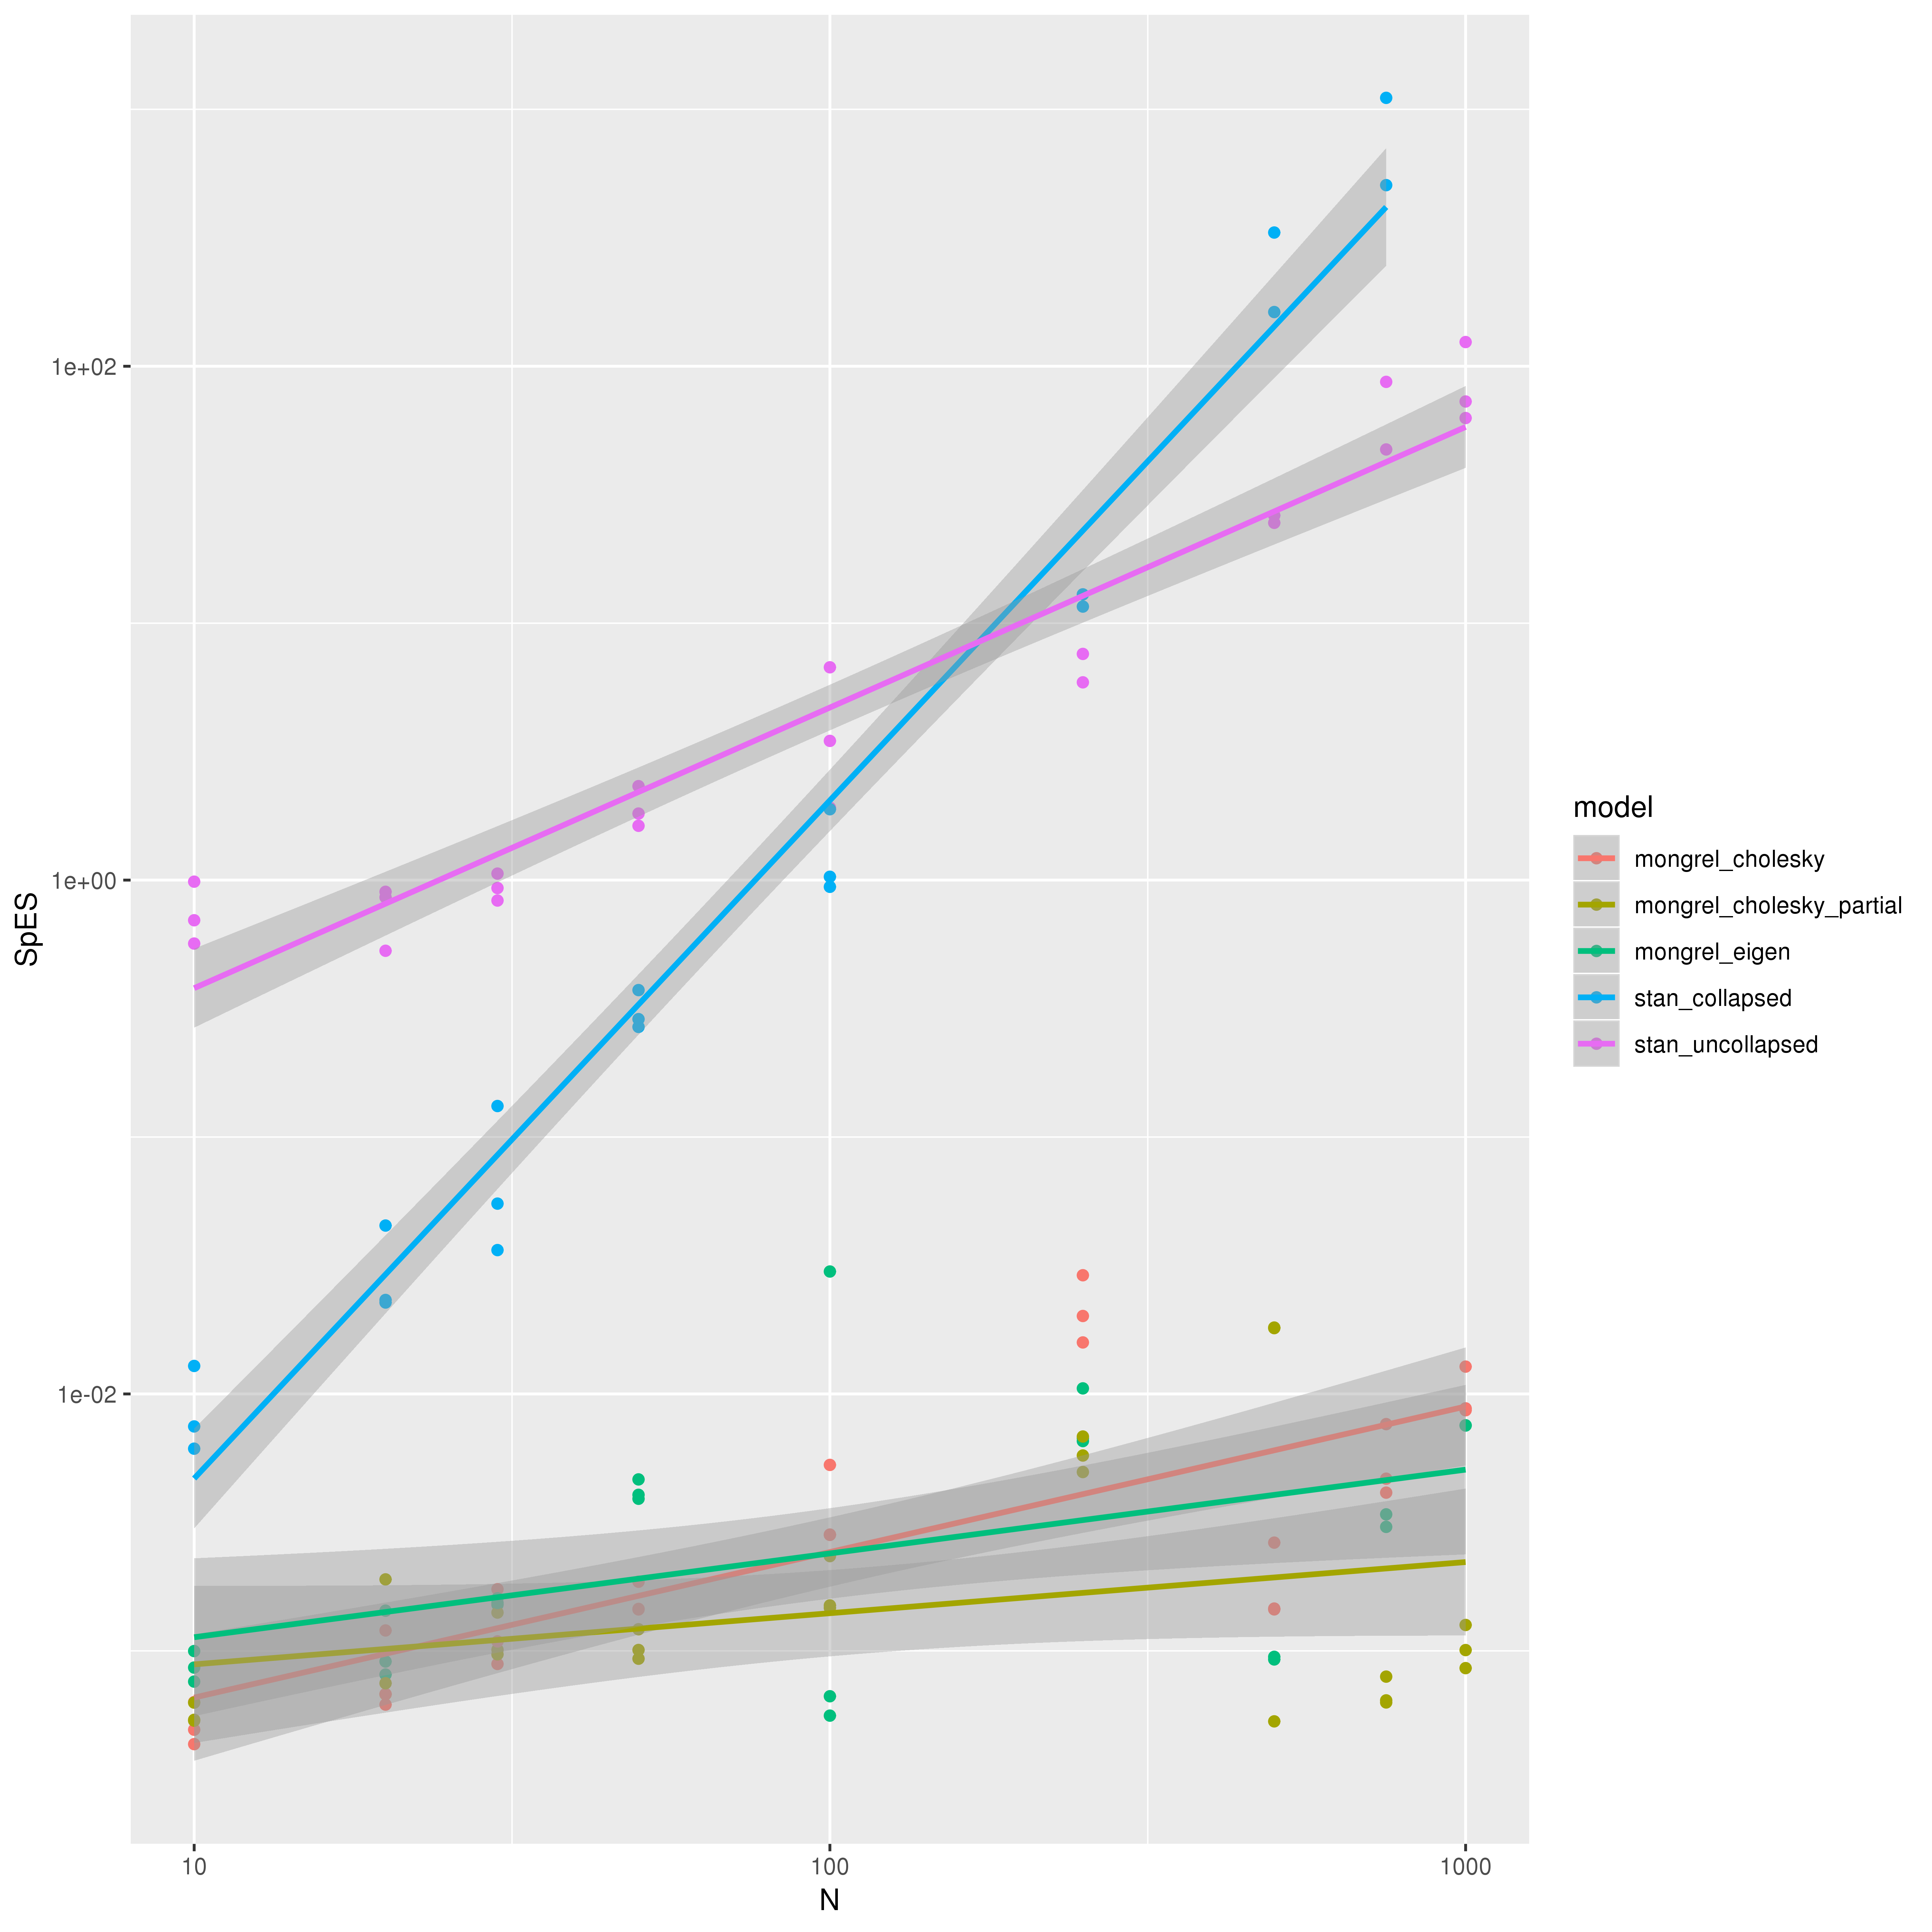 1e+02
1e+00
1e-02
SpES
10
100
1000
N
model
mongrel_cholesky
mongrel_cholesky_partial
mongrel_eigen
stan_collapsed
stan_uncollapsed